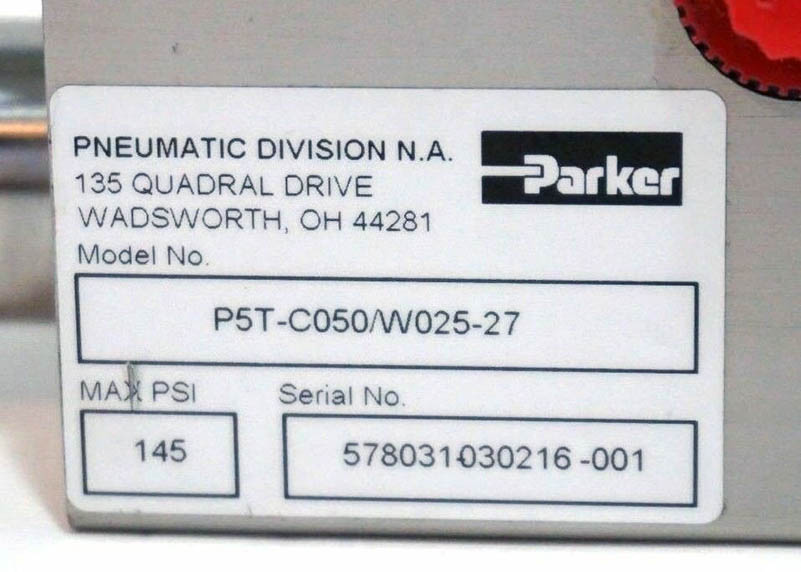 PNEUMATIC DIVISION N.A.
Parker
135 QUADRAL DRIVE
WADSWORTH, OH 44281
Model No.
P5T-C050/W025-27
MAX PSI
Serial No.
145
578031-030216-001